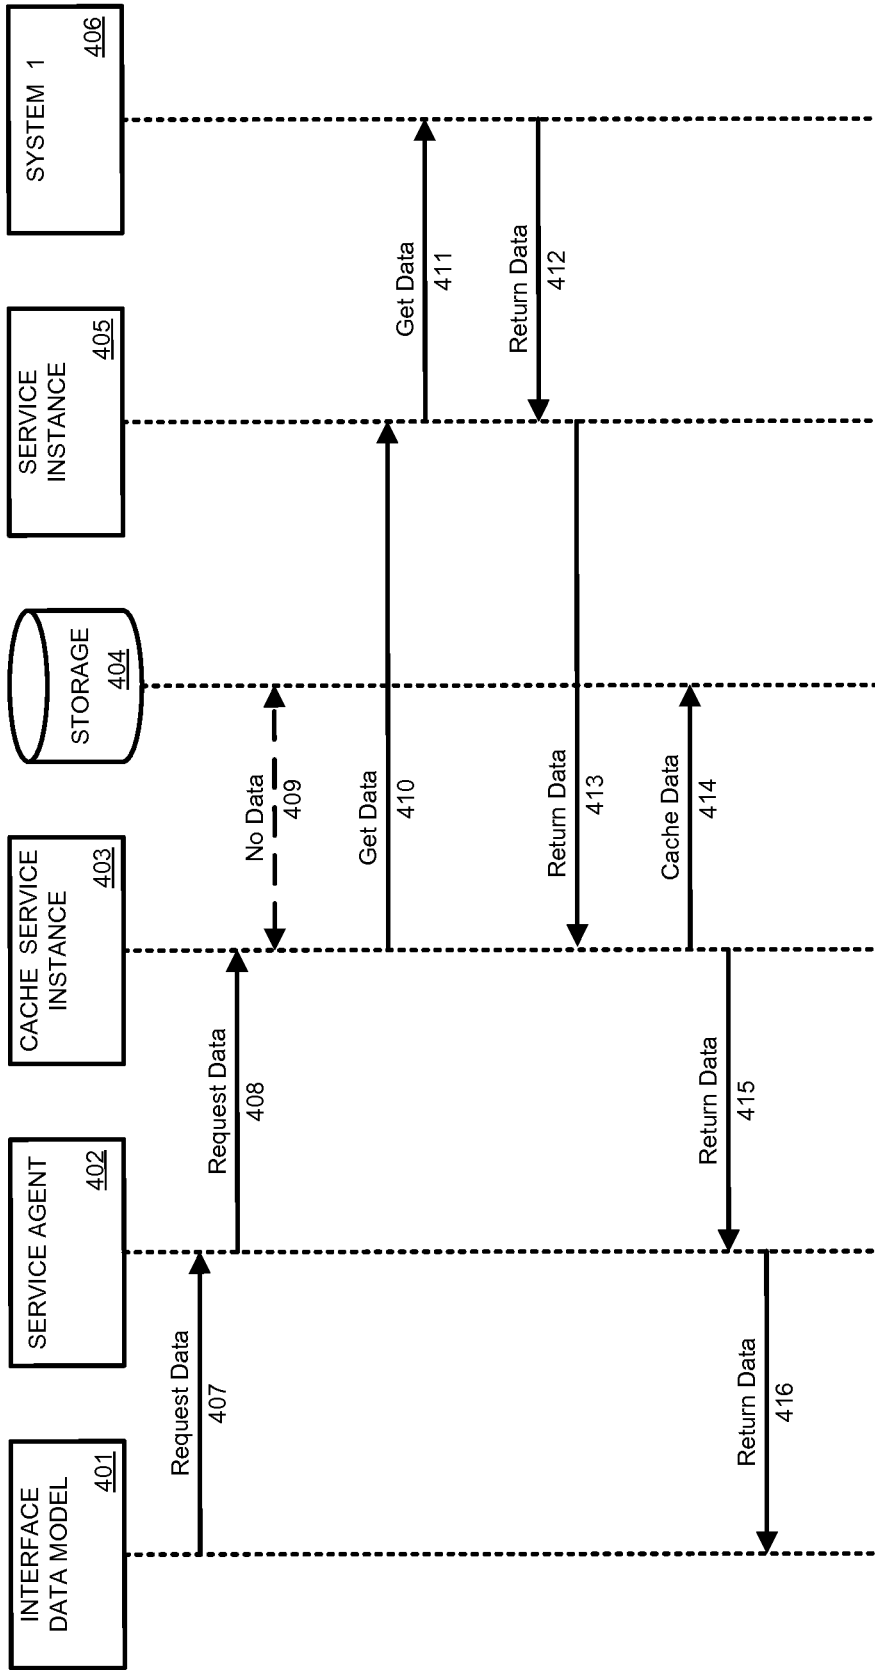 INTERFACE
DATA MODEL
401
SERVICE AGENT
402
CACHE SERVICE
INSTANCE
403
STORAGE
404
SERVICE
INSTANCE
405
SYSTEM 1
406
Request Data
407
Request Data
408
No Data
409
Get Data
410
Get Data
411
Return Data
412
Return Data
413
Cache Data
414
Return Data
415
Return Data
416